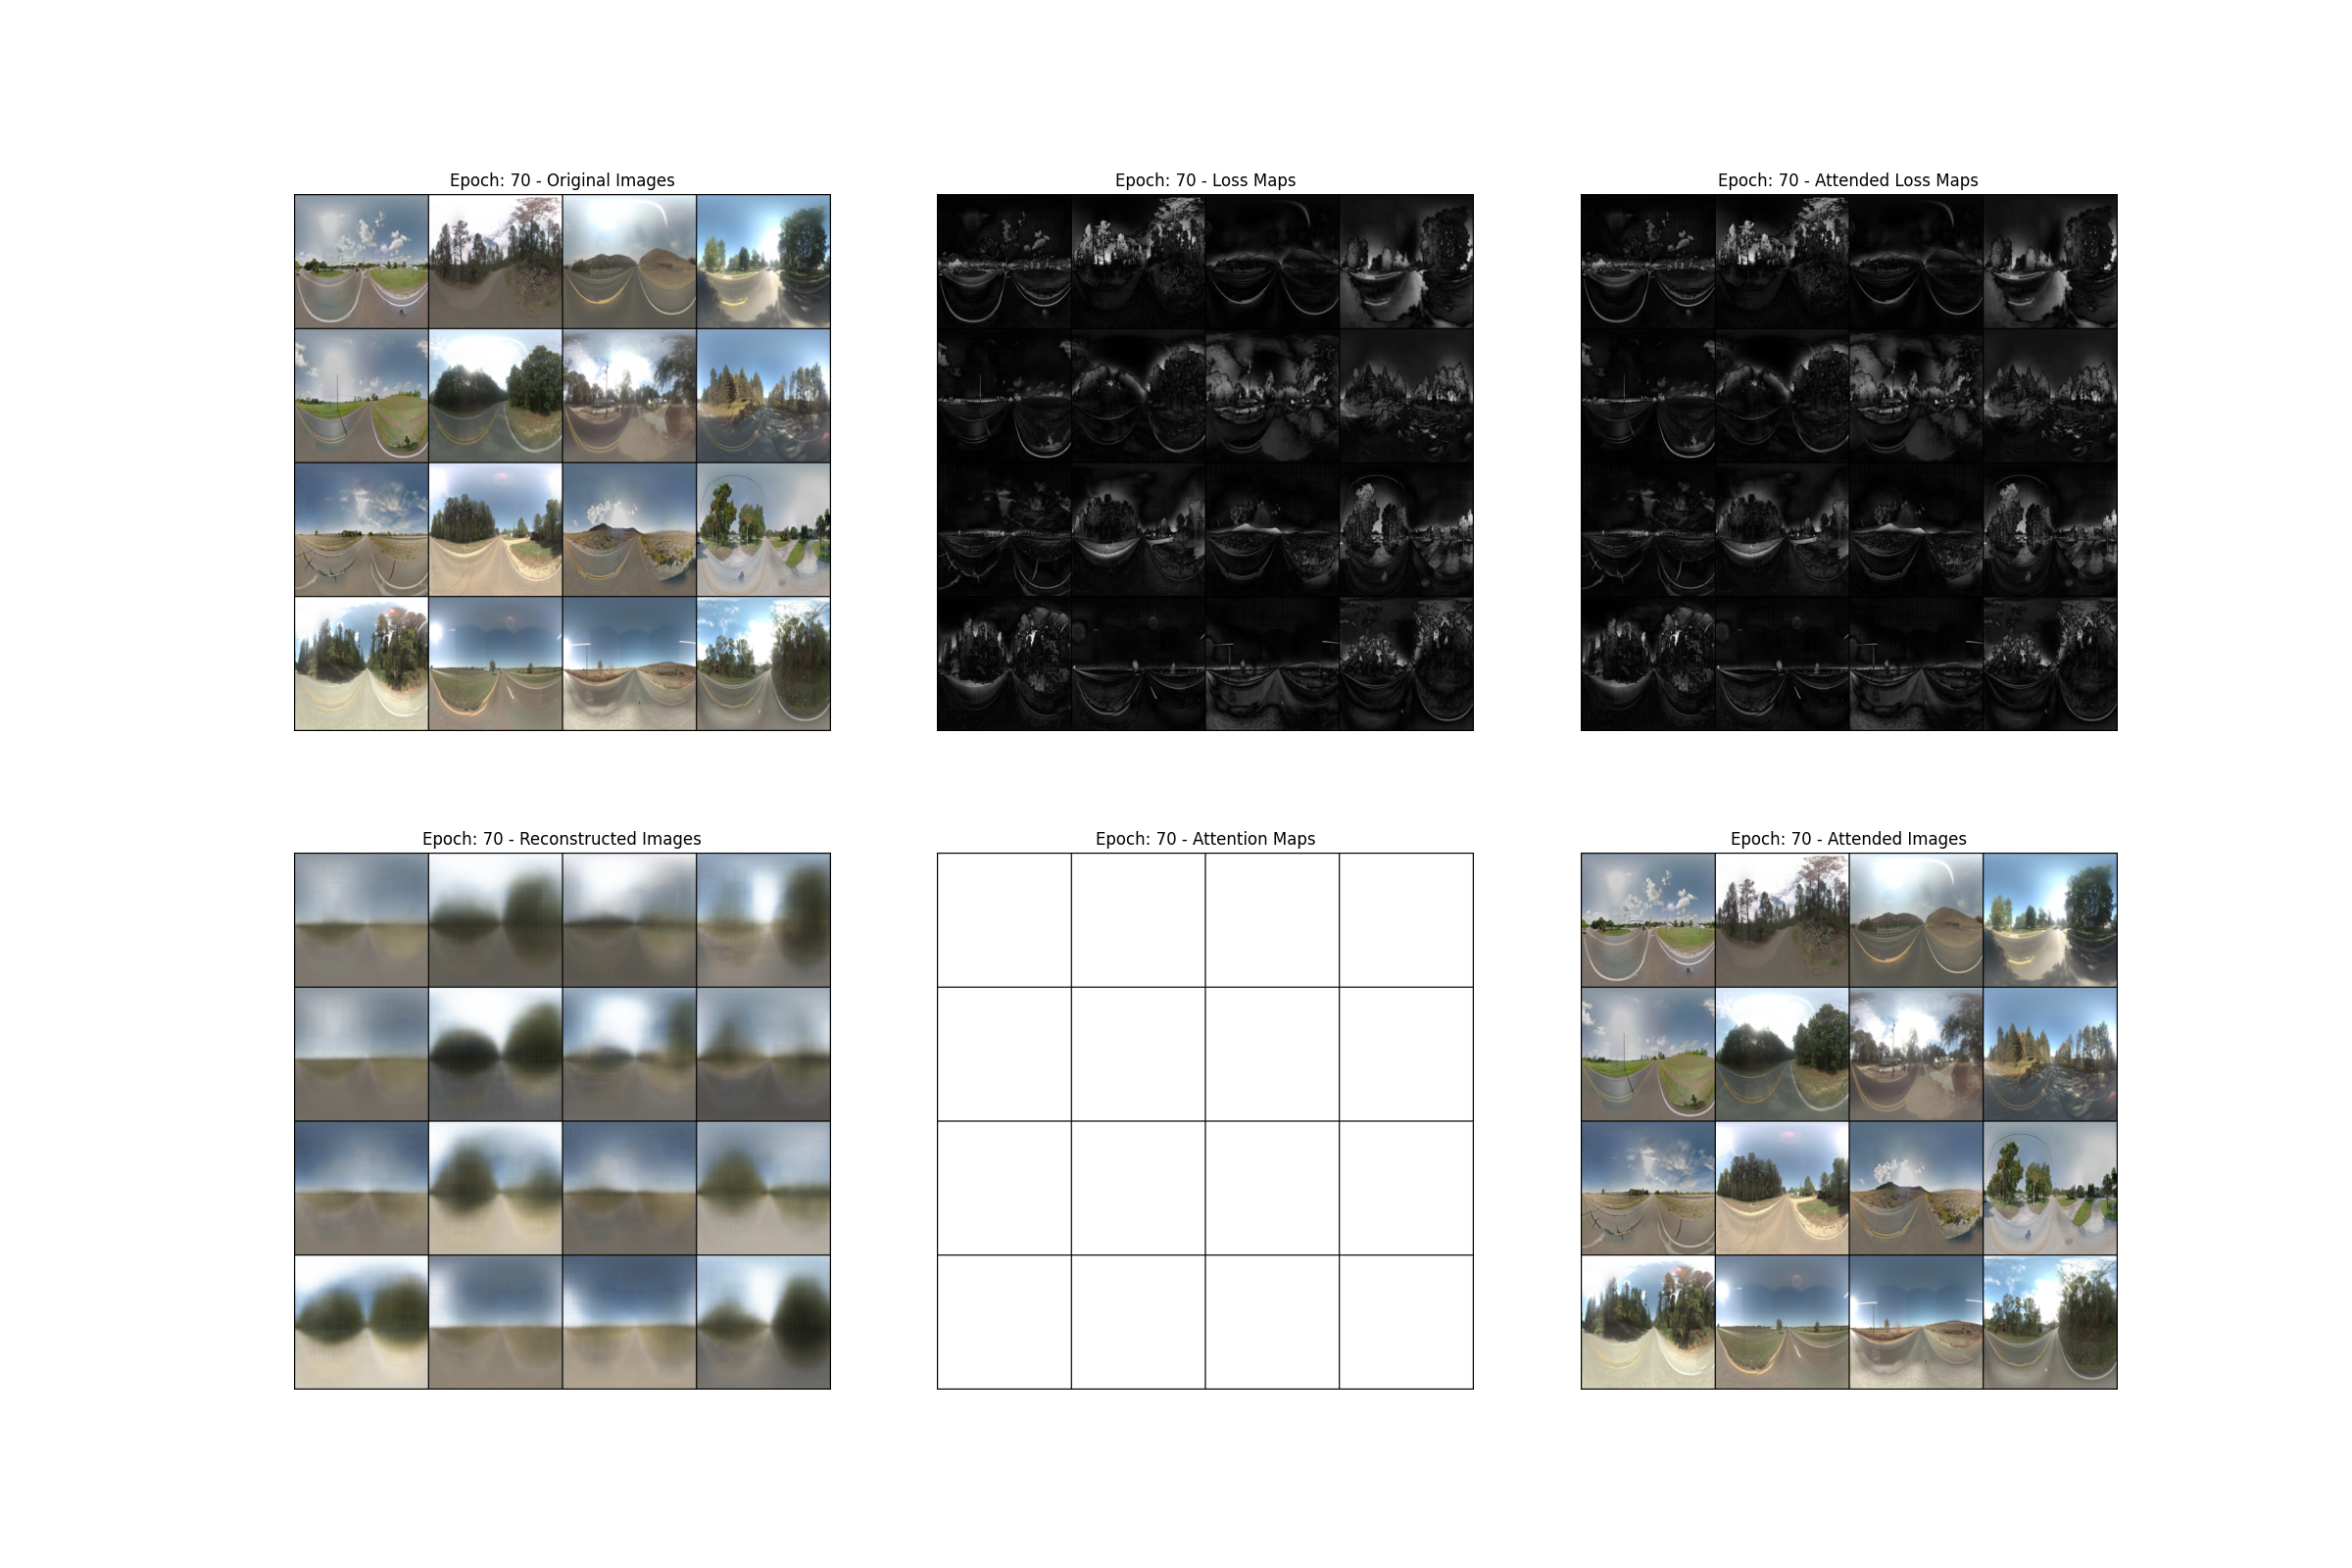 Epoch: 70 - Original Images
Epoch: 70 - Loss Maps
Epoch: 70 - Attended Loss Maps
Epoch: 70 - Reconstructed Images
Epoch: 70 - Attention Maps
Epoch: 70 - Attended Images